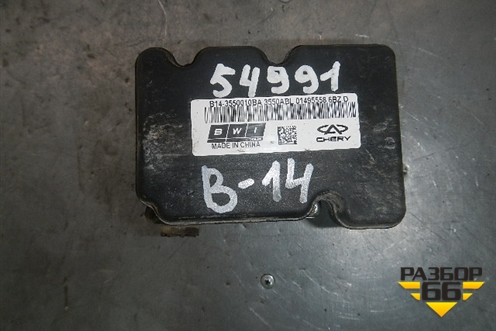 54991
B14-3550010BA 3550ABL 01495558 6BZ D
BWI
MADE IN CHINA
CHERY
B-14
РАЗБОР
66